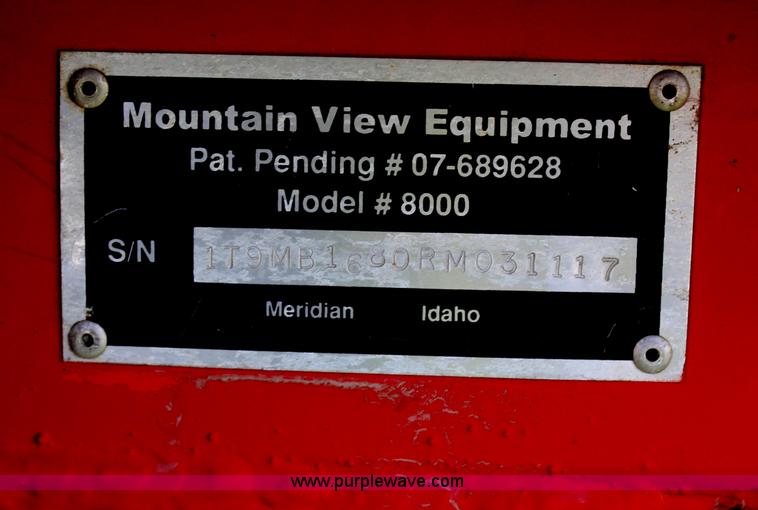 Mountain View Equipment
Pat. Pending # 07-689628
Model # 8000
S/N 1T9MB1680RM031117
Meridian Idaho
www.purplewave.com